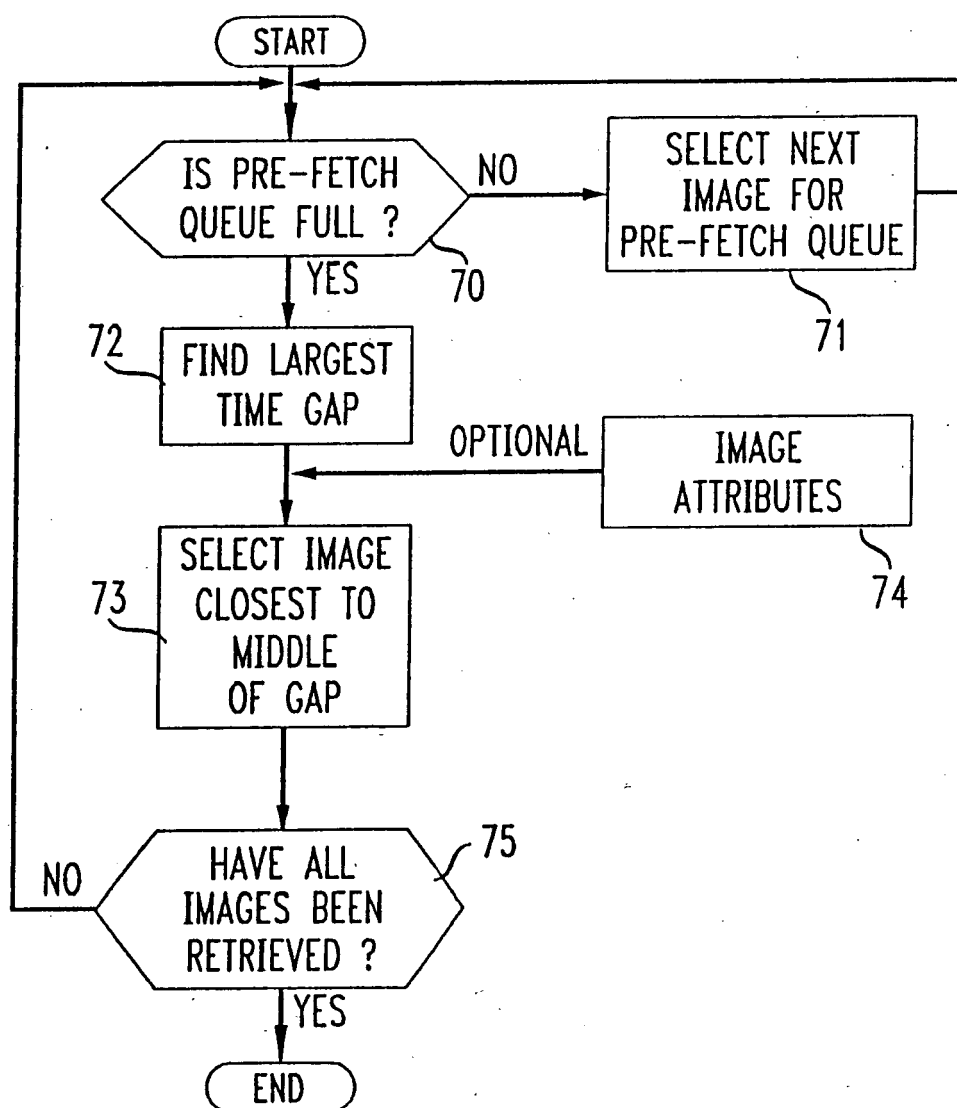 START
IS PRE-FETCH
QUEUE FULL ?
NO
SELECT NEXT
IMAGE FOR
PRE-FETCH QUEUE
70
71
YES
72
FIND LARGEST
TIME GAP
OPTIONAL
IMAGE
ATTRIBUTES
74
73
SELECT IMAGE
CLOSEST TO
MIDDLE
OF GAP
75
NO
HAVE ALL
IMAGES BEEN
RETRIEVED ?
YES
END